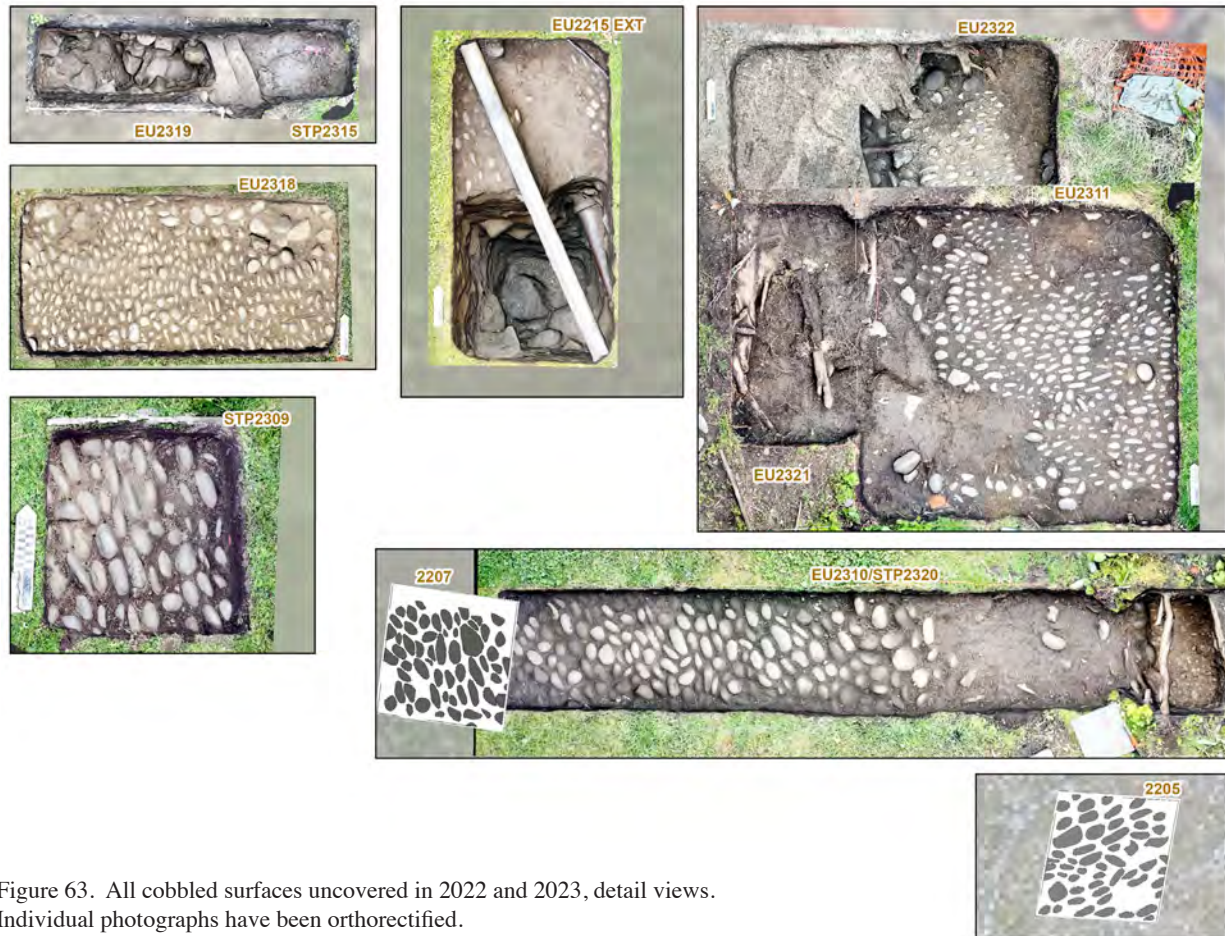 EU2215 EXT
EU2322
EU2319
STP2315
EU2318
EU2311
STP2309
EU2321
2207
EU2310/STP2320
2205
Figure 63. All cobbled surfaces uncovered in 2022 and 2023, detail views.
Individual photographs have been orthorectified.